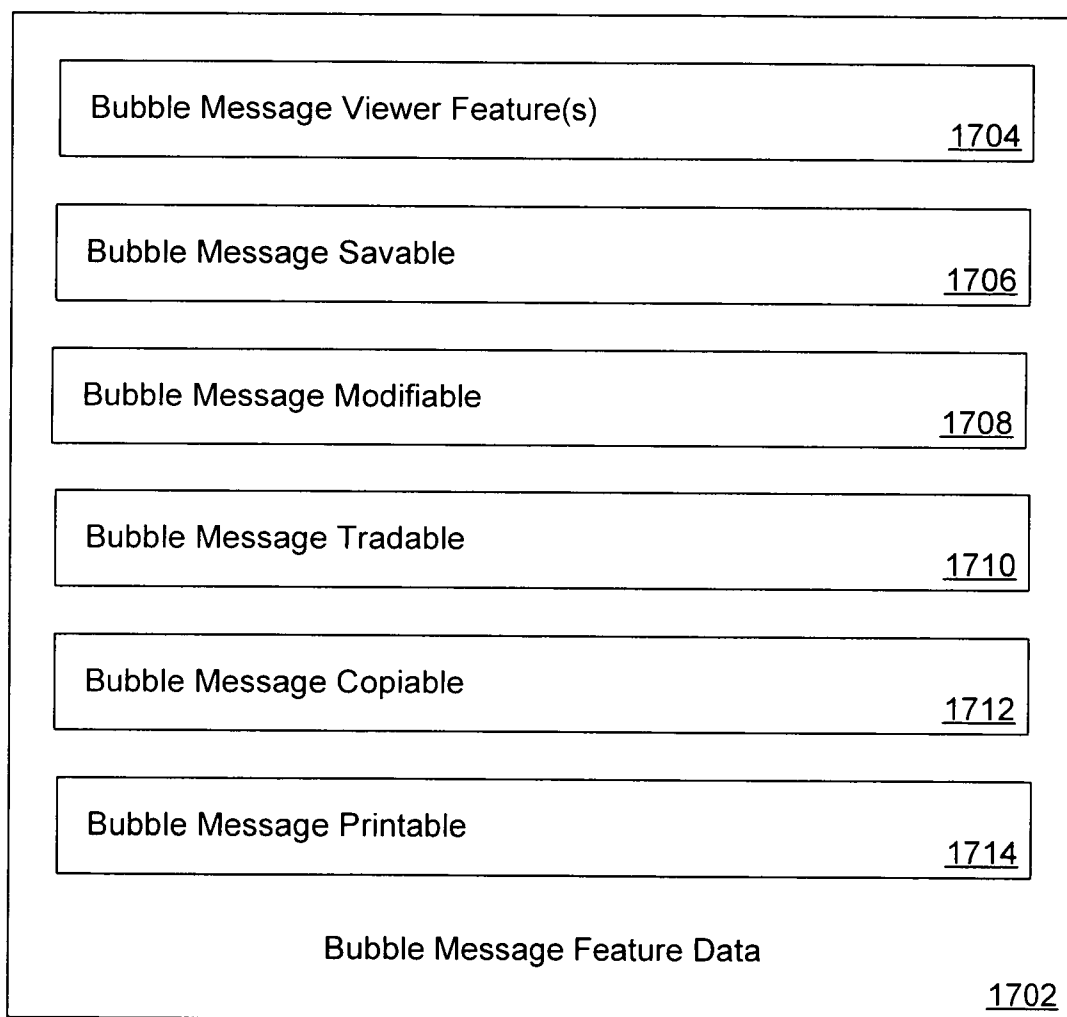 Bubble Message Viewer Feature(s)
1704
Bubble Message Savable
1706
Bubble Message Modifiable
1708
Bubble Message Tradable
1710
Bubble Message Copiable
1712
Bubble Message Printable
1714
Bubble Message Feature Data
1702